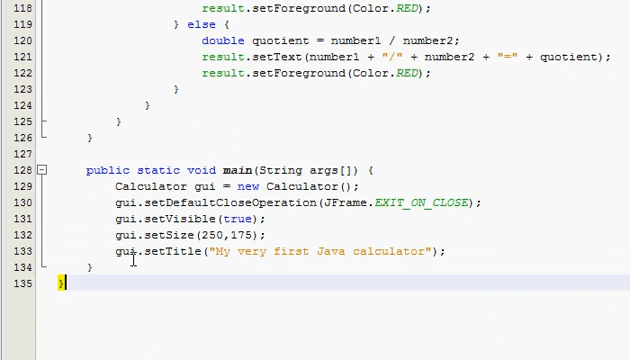 118 result.setForeground(Color.RED);
119 } else {
120 double quotient = number1 / number2;
121 result.setText(number1 + "/" + number2 + "=" + quotient);
122 result.setForeground(Color.RED);
123 }
124 }
125 }
126 }
127
128 public static void main(String args[]) {
129 Calculator gui = new Calculator();
130 gui.setDefaultCloseOperation(JFrame.EXIT_ON_CLOSE);
131 gui.setVisible(true);
132 gui.setSize(250,175);
133 gui.setTitle("My very first Java calculator");
134 }
135 }